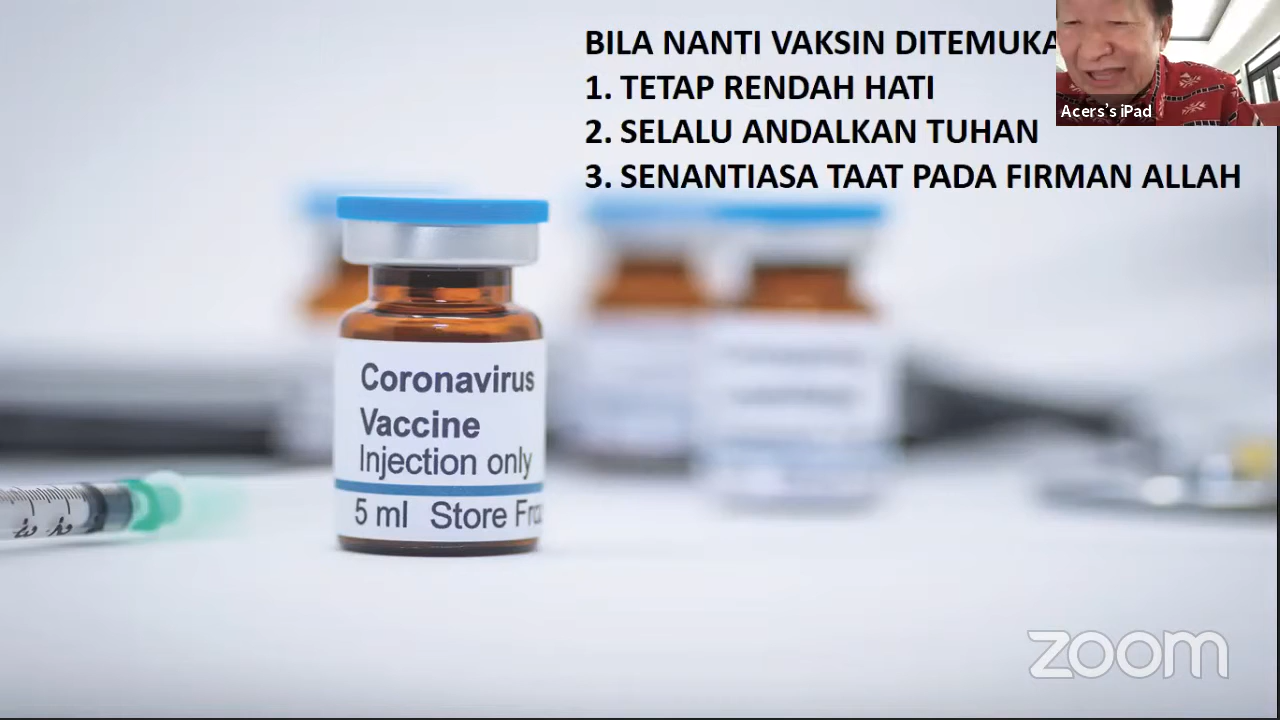 BILA NANTI VAKSIN DITEMUKA
1. TETAP RENDAH HATI
2. SELALU ANDALKAN TUHAN
3. SENANTIASA TAAT PADA FIRMAN ALLAH
Acers's iPad
Coronavirus
Vaccine
Injection only
5 ml Store
zoom